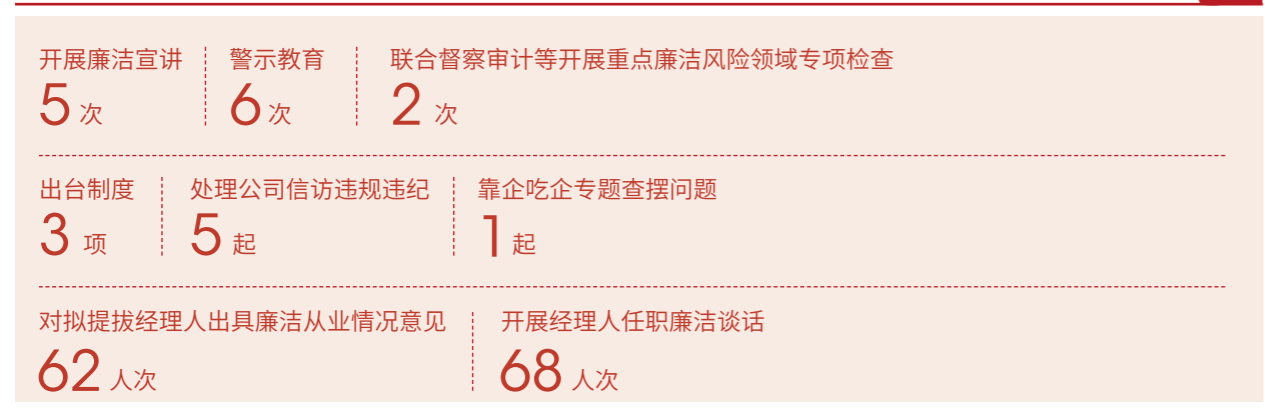 开展廉洁宣讲 警示教育 联合督察审计等开展重点廉洁风险领域专项检查
5 次 6 次 2 次
出台制度 处理公司信访违规违纪 靠企吃企专题查摆问题
3 项 5 起 1 起
对拟提拔经理人出具廉洁从业情况意见 开展经理人任职廉洁谈话
62 人次 68 人次